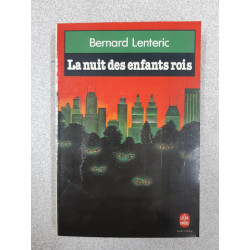 Bernard Lenteric
La nuit des enfants rois